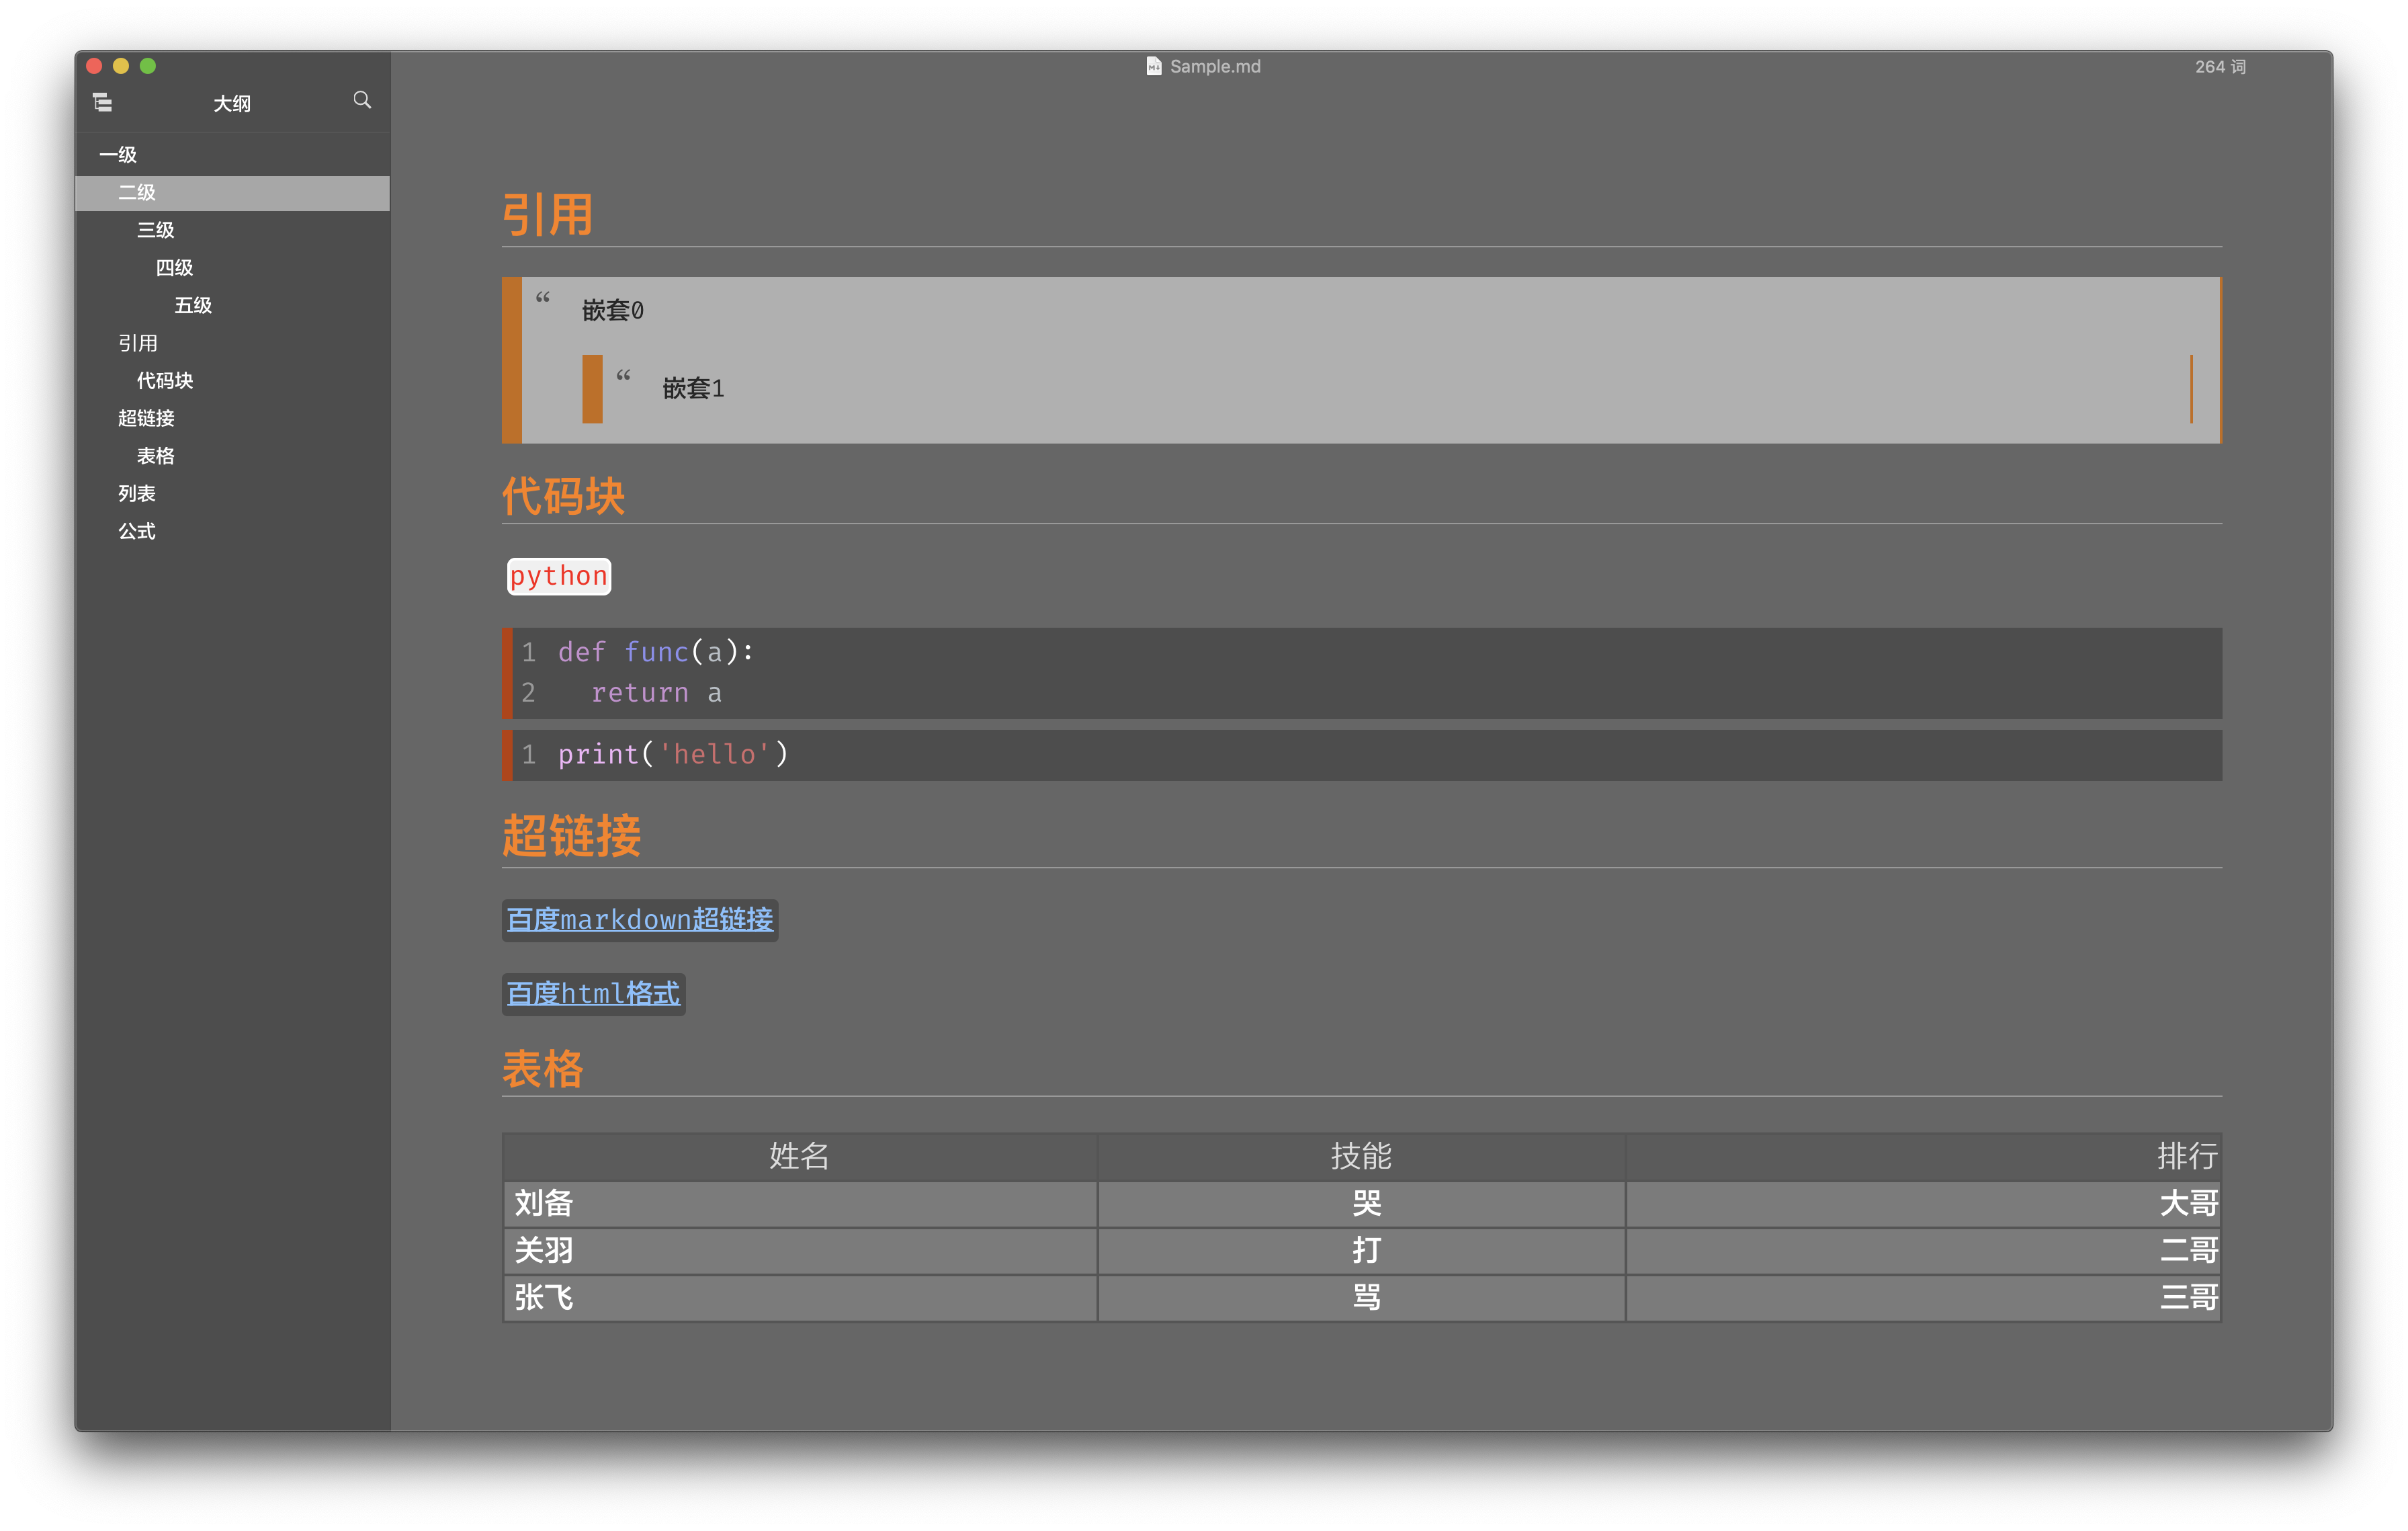 Sample.md
264 词
大纲
一级
二级
三级
四级
五级
引用
代码块
超链接
表格
列表
公式
引用
“ 嵌套0
“ 嵌套1
代码块
python
1 def func(a):
2   return a
1 print('hello')
超链接
百度markdown超链接
百度html格式
表格
姓名 技能 排行
刘备 哭 大哥
关羽 打 二哥
张飞 骂 三哥